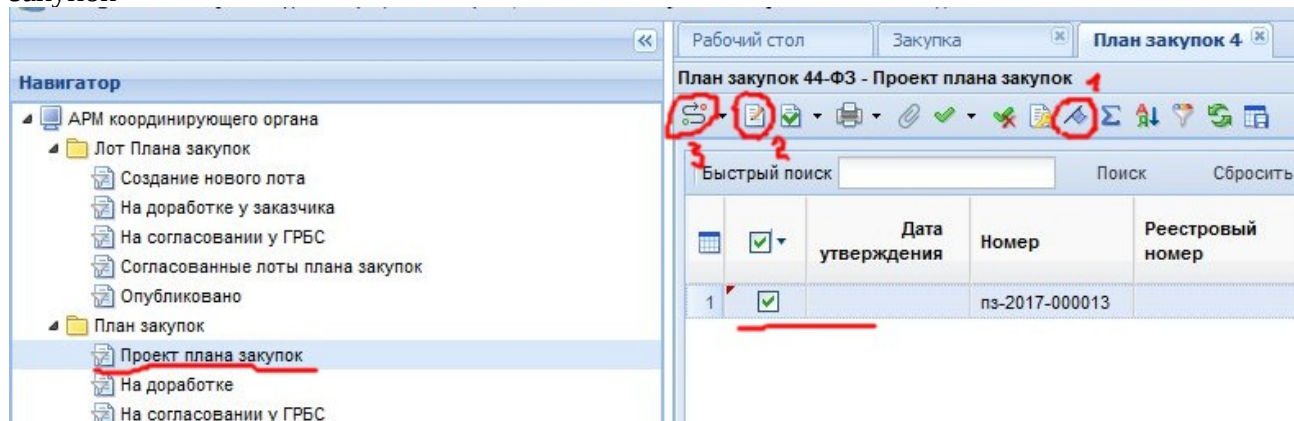 Навигатор
АРМ координирующего органа
Лот Плана закупок
Создание нового лота
На доработке у заказчика
На согласовании у ГРБС
Согласованные лоты плана закупок
Опубликовано
План закупок
Проект плана закупок
На доработке
На согласовании у ГРБС
Рабочий стол Закупка План закупок 4
План закупок 44-ФЗ - Проект плана закупок 1
3 2
Быстрый поиск Поиск Сбросить
Дата утверждения Номер Реестровый номер
1 пз-2017-000013